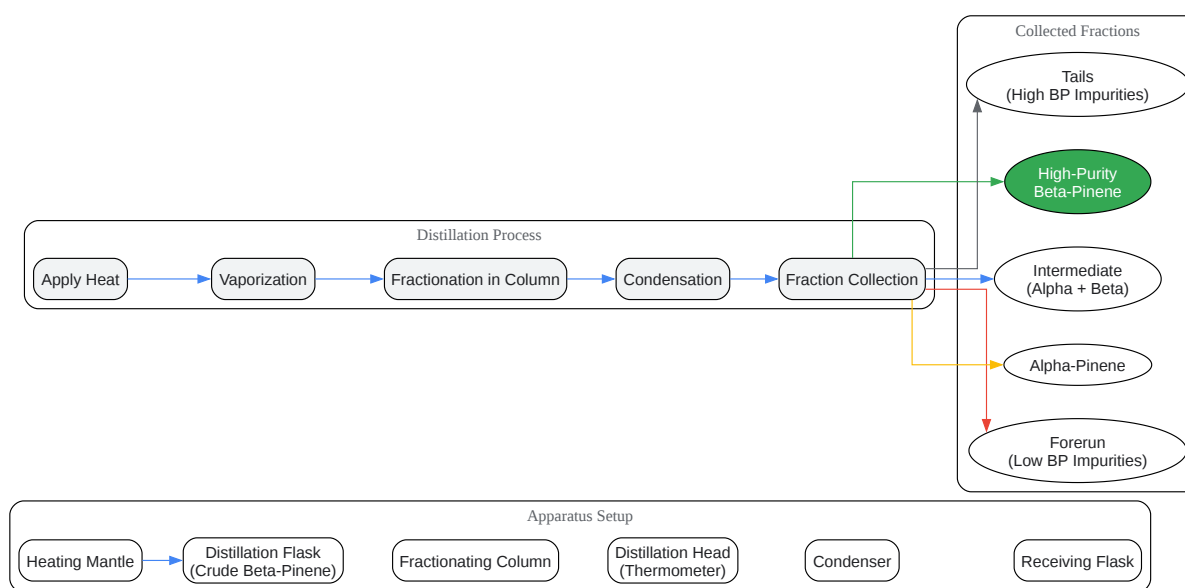 Collected Fractions
Tails
(High BP Impurities)
High-Purity
Beta-Pinene
Distillation Process
Apply Heat
Vaporization
Fractionation in Column
Condensation
Fraction Collection
Intermediate
(Alpha + Beta)
Alpha-Pinene
Forerun
(Low BP Impurities)
Apparatus Setup
Heating Mantle
Distillation Flask
(Crude Beta-Pinene)
Fractionating Column
Distillation Head
(Thermometer)
Condenser
Receiving Flask